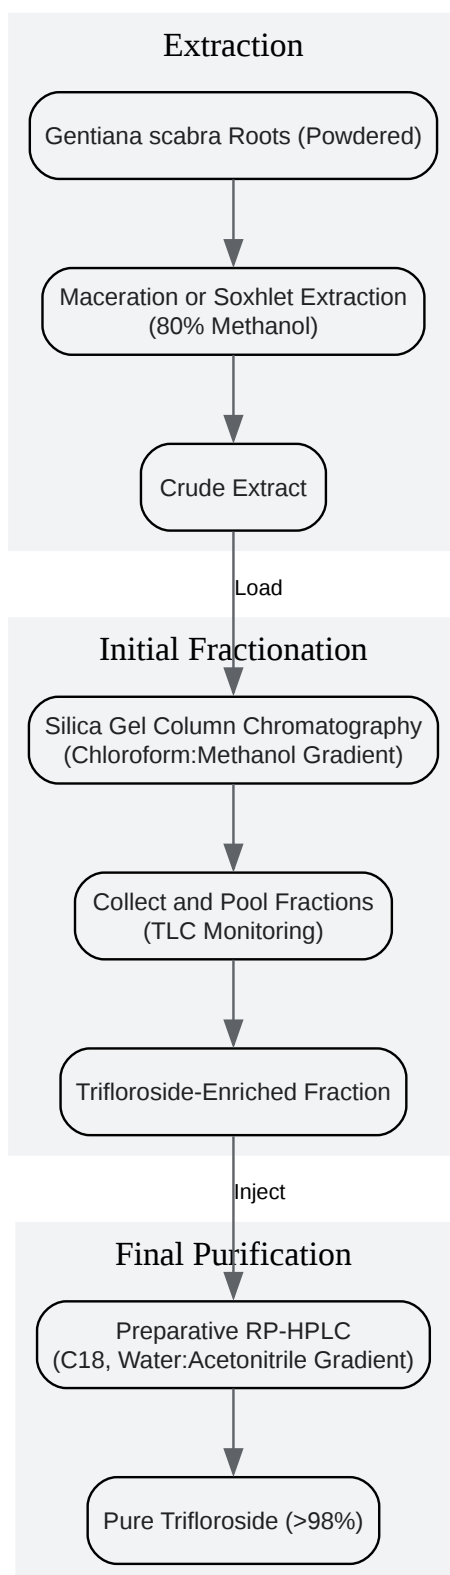 Extraction
Gentiana scabra Roots (Powdered)
Maceration or Soxhlet Extraction
(80% Methanol)
Crude Extract
Load
Initial Fractionation
Silica Gel Column Chromatography
(Chloroform:Methanol Gradient)
Collect and Pool Fractions
(TLC Monitoring)
Trifloroside-Enriched Fraction
Inject
Final Purification
Preparative RP-HPLC
(C18, Water:Acetonitrile Gradient)
Pure Trifloroside (>98%)